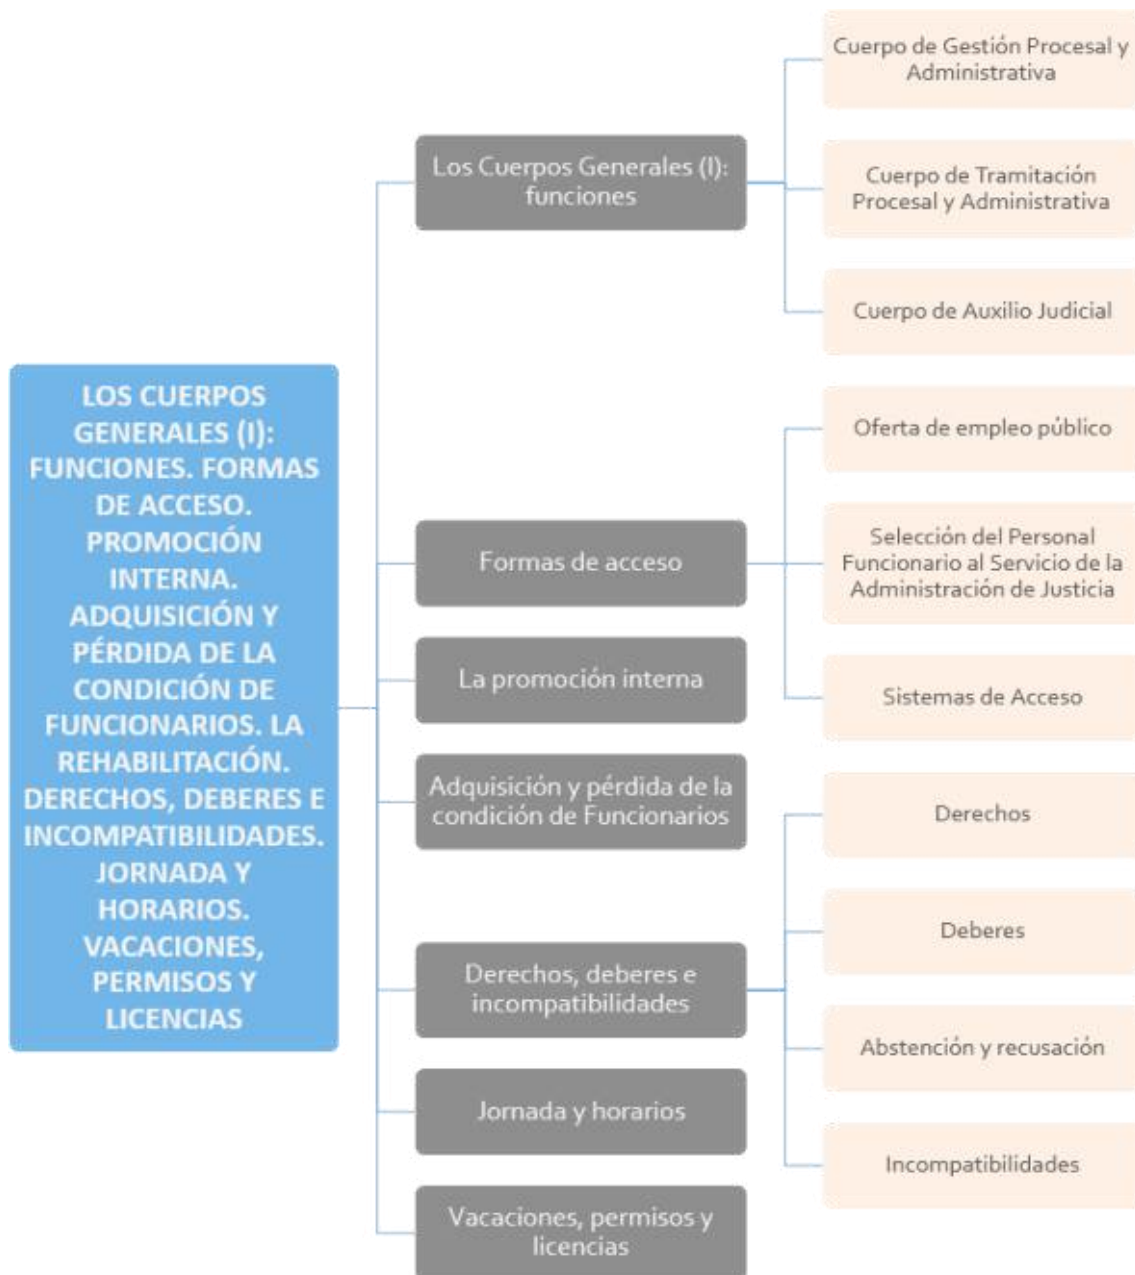 LOS CUERPOS
GENERALES (I):
FUNCIONES. FORMAS
DE ACCESO.
PROMOCIÓN
INTERNA.
ADQUISICIÓN Y
PÉRDIDA DE LA
CONDICIÓN DE
FUNCIONARIOS. LA
REHABILITACIÓN.
DERECHOS, DEBERES E
INCOMPATIBILIDADES.
JORNADA Y
HORARIOS.
VACACIONES,
PERMISOS Y
LICENCIAS
Los Cuerpos Generales (I):
funciones
Cuerpo de Gestión Procesal y
Administrativa
Cuerpo de Tramitación
Procesal y Administrativa
Cuerpo de Auxilio Judicial
Formas de acceso
Oferta de empleo público
Selección del Personal
Funcionario al Servicio de la
Administración de Justicia
Sistemas de Acceso
La promoción interna
Adquisición y pérdida de la
condición de Funcionarios
Derechos, deberes e
incompatibilidades
Derechos
Deberes
Abstención y recusación
Incompatibilidades
Jornada y horarios
Vacaciones, permisos y
licencias